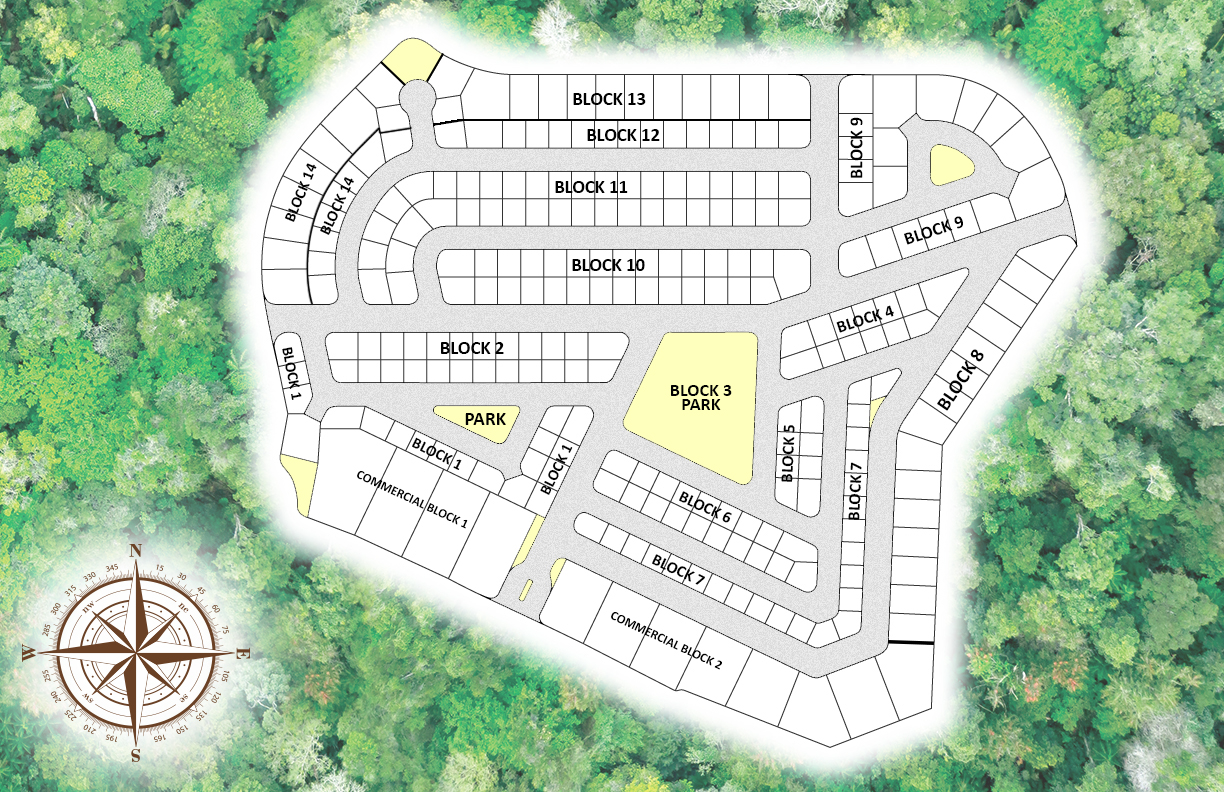 BLOCK 13
BLOCK 12
BLOCK 9
BLOCK 14
BLOCK 14
BLOCK 11
BLOCK 9
BLOCK 10
BLOCK 4
BLOCK 2
BLOCK 1
BLOCK 8
BLOCK 3
PARK
PARK
BLOCK 1
BLOCK 1
BLOCK 5
BLOCK 7
COMMERCIAL BLOCK 1
BLOCK 6
BLOCK 7
COMMERCIAL BLOCK 2
N
345
15
330
30
315
45
nw
ne
300
60
285
75
W
E
255
105
240
120
sw
se
225
135
210
150
195
165
S